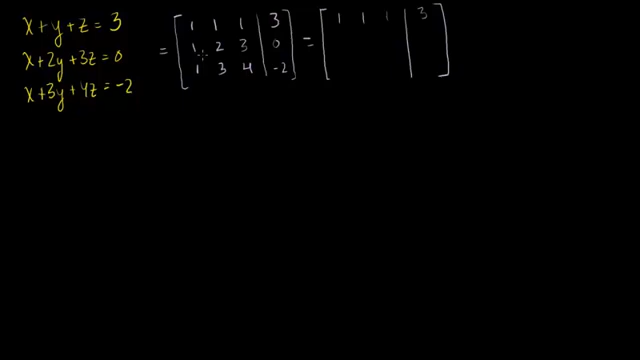 x + y + z = 3
x + 2y + 3z = 0
x + 3y + 4z = -2
= [ 1 1 1 | 3
1 2 3 | 0
1 3 4 | -2 ] = [ 1 1 1 | 3 ]